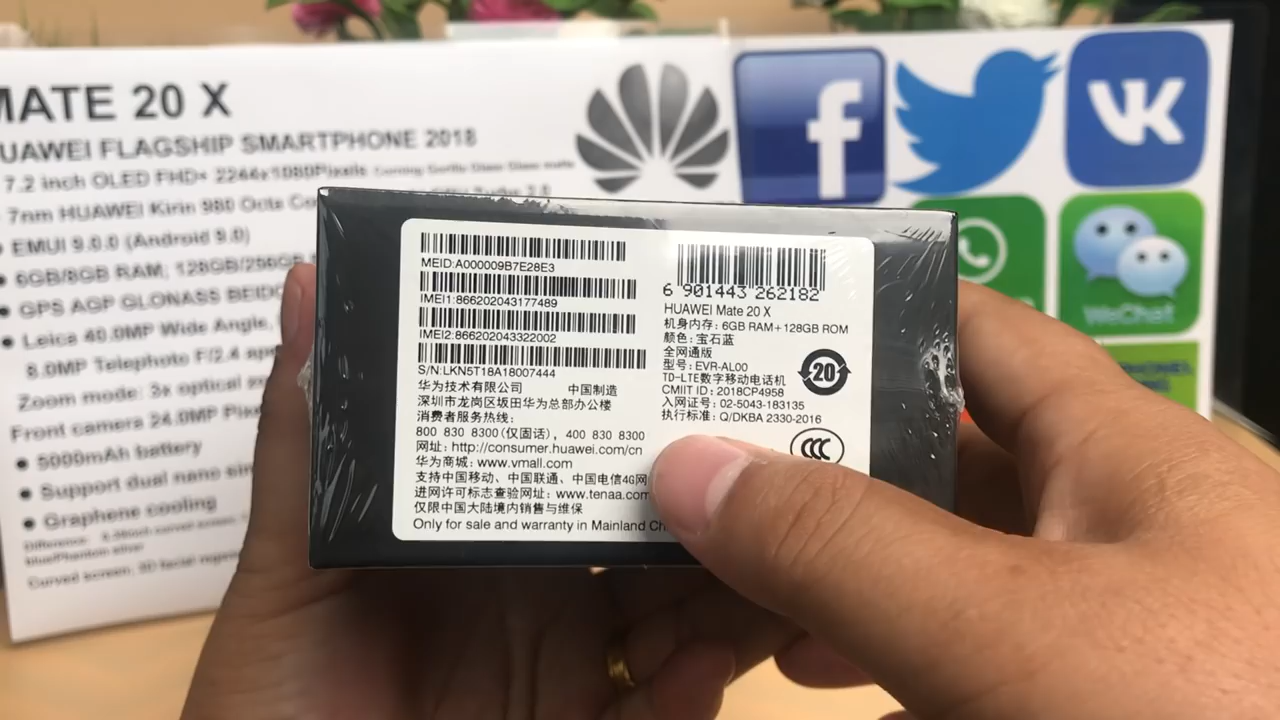 MATE 20 X
HUAWEI FLAGSHIP SMARTPHONE 2018
7.2 inch OLED FHD+ 2244x1080Pixels
7nm HUAWEI Kirin 980 Octa
EMUI 9.0.0 (Android 9.0)
6GB/8GB RAM; 128GB/256GB
GPS AGP GLONASS
Leica 40.0MP Wide Angle,
8.0MP Telephoto F/2.4
Zoom mode: 3x optical
Front camera 24.0MP
5000mAh battery
Support dual nano
Graphene cooling
f
VK
WeChat
MEID:A000009B7E28E3
IMEI1:866202043177489
IMEI2:866202043322002
S/N:LKN5T18A18007444
华为技术有限公司 中国制造
深圳市龙岗区坂田华为总部办公楼
消费者服务热线:
800 830 8300(仅固话), 400 830 8300
网址: http://consumer.huawei.com/cn
华为商城: www.vmall.com
支持中国移动、中国联通、中国电信4G网
进网许可标志查验网址: www.tenaa.com
仅限中国大陆境内销售与维保
Only for sale and warranty in Mainland
6 901443 262182
HUAWEI Mate 20 X
机身内存: 6GB RAM+128GB ROM
颜色: 宝石蓝
全网通版
型号: EVR-AL00
TD-LTE数字移动电话机
CMIIT ID: 2018CP4958
入网证号: 02-5043-183135
执行标准: Q/DKBA 2330-2016
20
CCC